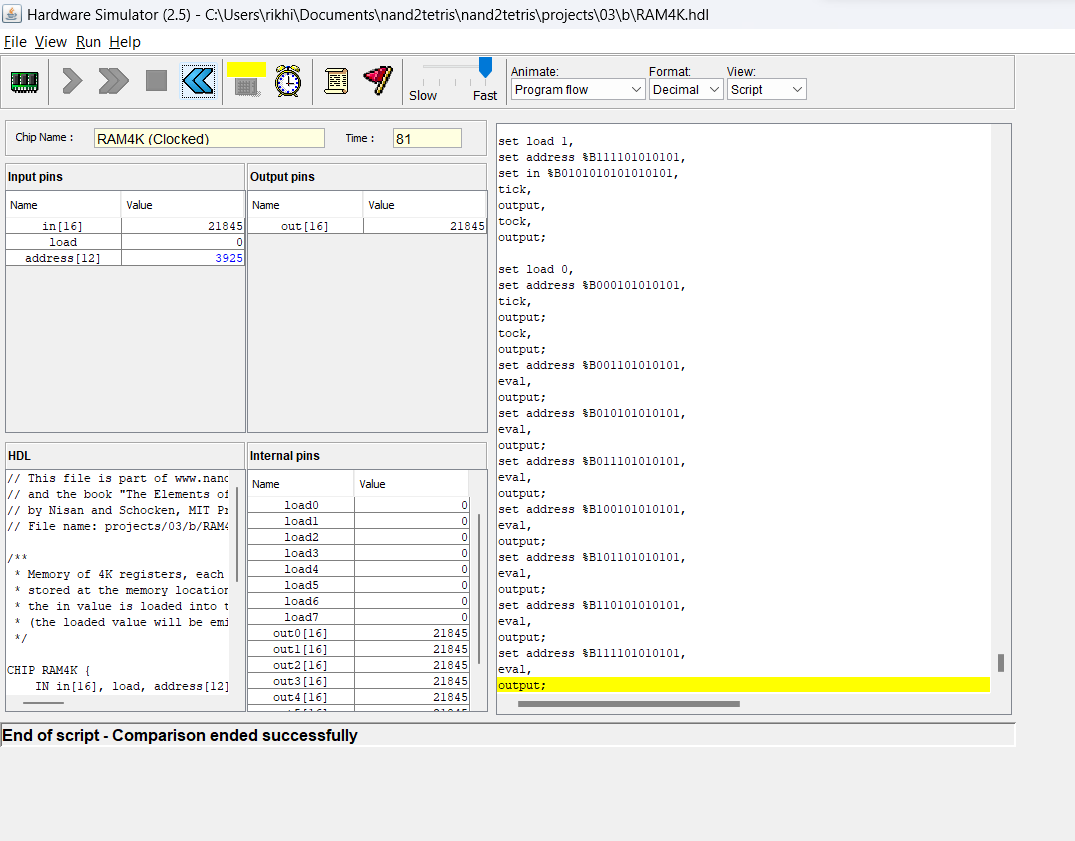 Hardware Simulator (2.5) - C:\Users\rikhi\Documents\nand2tetris\nand2tetris\projects\03\b\RAM4K.hdl
File View Run Help
Slow Fast
Animate: Format: View:
Program flow Decimal Script
Chip Name : RAM4K (Clocked) Time : 81
Input pins
Name Value
in[16] 21845
load 0
address[12] 3925
Output pins
Name Value
out[16] 21845
HDL
// This file is part of www.nand
// and the book "The Elements of
// by Nisan and Schocken, MIT Pr
// File name: projects/03/b/RAM4
/**
* Memory of 4K registers, each
* stored at the memory location
* the in value is loaded into t
* (the loaded value will be emi
*/
CHIP RAM4K {
IN in[16], load, address[12]
Internal pins
Name Value
load0 0
load1 0
load2 0
load3 0
load4 0
load5 0
load6 0
load7 0
out0[16] 21845
out1[16] 21845
out2[16] 21845
out3[16] 21845
out4[16] 21845
set load 1,
set address %B111101010101,
set in %B0101010101010101,
tick,
output,
tock,
output;
set load 0,
set address %B000101010101,
tick,
output;
tock,
output;
set address %B001101010101,
eval,
output;
set address %B010101010101,
eval,
output;
set address %B011101010101,
eval,
output;
set address %B100101010101,
eval,
output;
set address %B101101010101,
eval,
output;
set address %B110101010101,
eval,
output;
set address %B111101010101,
eval,
output;
End of script - Comparison ended successfully